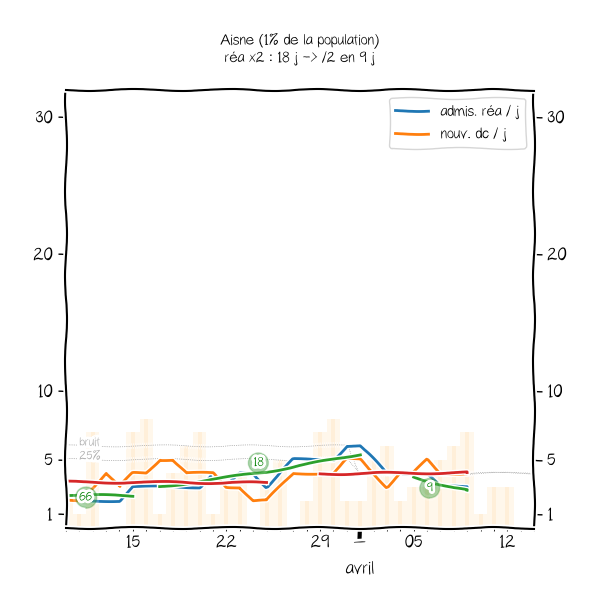 Aisne (1% de la population)
réa x2 : 18 j -> /2 en 9 j
admis. réa / j
nouv. dc / j
30 30
20 20
10 10
bruit
25%
18
5 5
66
9
1 1
15 22 29 1 05 12
avril